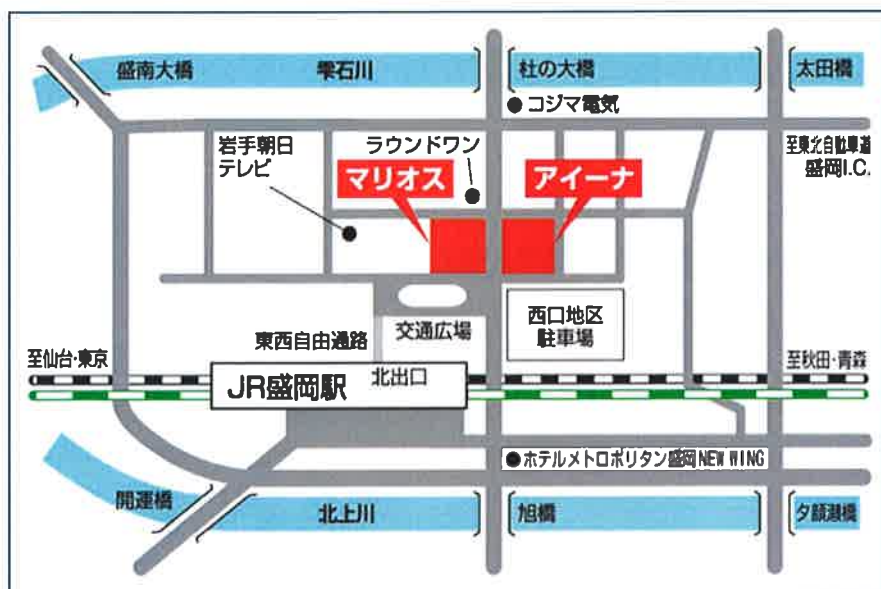 盛南大橋
雫石川
杜の大橋
太田橋
コジマ電気
岩手朝日
テレビ
ラウンドワン
マリオス
アイーナ
至東北自動車道
盛岡I.C.
東西自由通路
交通広場
西口地区
駐車場
至仙台・東京
至秋田・青森
JR盛岡駅
北出口
ホテルメトロポリタン盛岡NEW WING
開運橋
北上川
旭橋
夕顔瀬橋